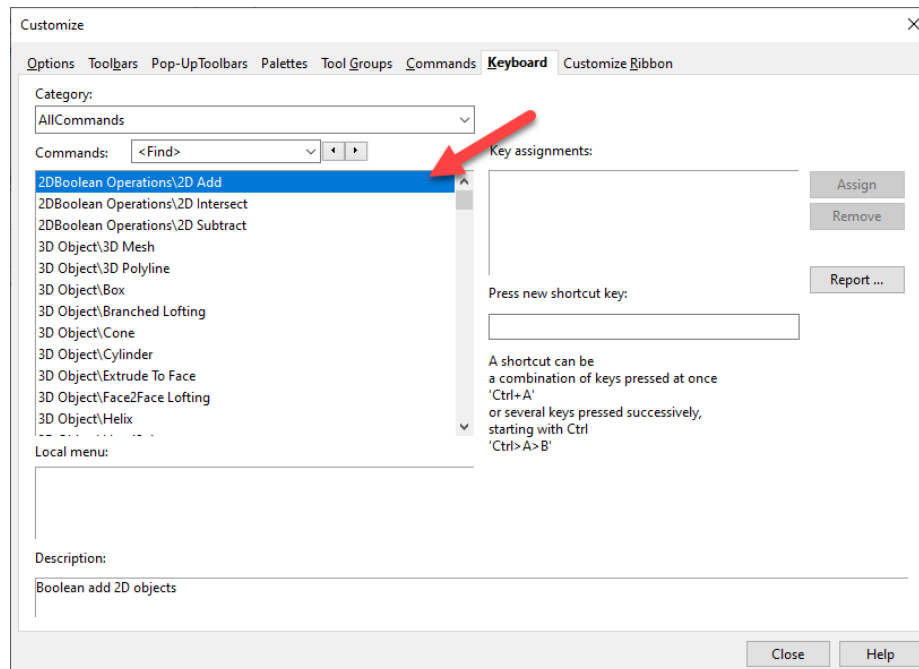 Customize
Options Toolbars Pop-UpToolbars Palettes Tool Groups Commands Keyboard Customize Ribbon
Category:
AllCommands
Commands:
<Find>
2DBoolean Operations\2D Add
2DBoolean Operations\2D Intersect
2DBoolean Operations\2D Subtract
3D Object\3D Mesh
3D Object\3D Polyline
3D Object\Box
3D Object\Branched Lofting
3D Object\Cone
3D Object\Cylinder
3D Object\Extrude To Face
3D Object\Face2Face Lofting
3D Object\Helix
Key assignments:
Assign
Remove
Report ...
Press new shortcut key:
A shortcut can be
a combination of keys pressed at once
'Ctrl+A'
or several keys pressed successively,
starting with Ctrl
'Ctrl>A>B'
Local menu:
Description:
Boolean add 2D objects
Close
Help